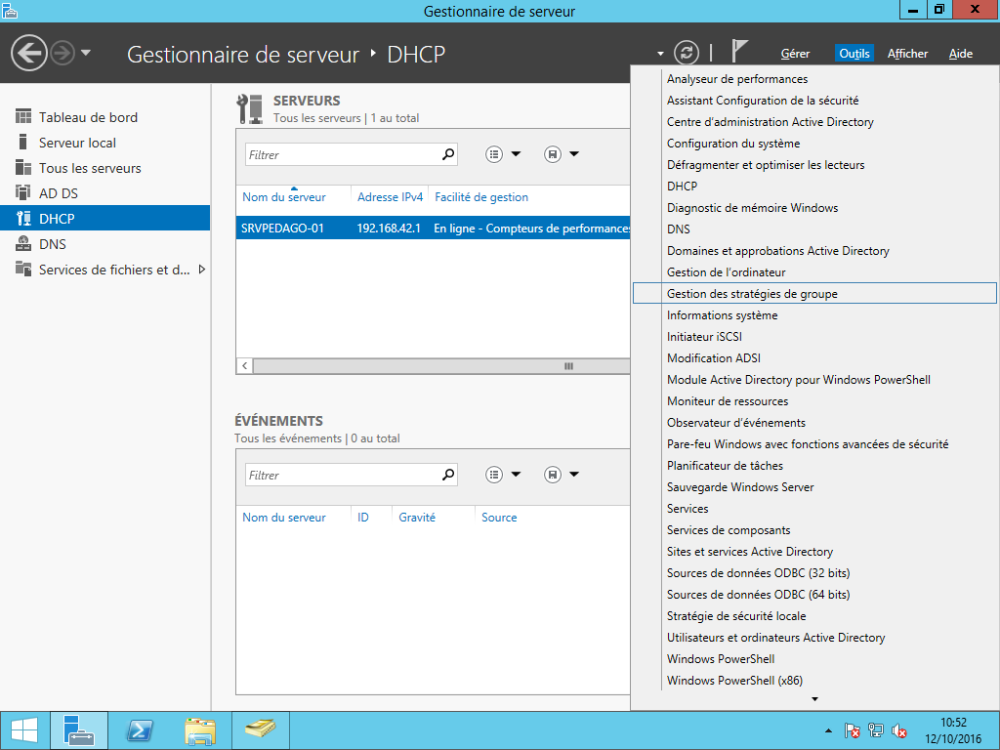 Gestionnaire de serveur
Gestionnaire de serveur ‣ DHCP
Gérer Outils Afficher Aide
Tableau de bord
Serveur local
Tous les serveurs
AD DS
DHCP
DNS
Services de fichiers et d...
SERVEURS
Tous les serveurs | 1 au total
Filtrer
Nom du serveur Adresse IPv4 Facilité de gestion
SRVPEDAGO-01 192.168.42.1 En ligne - Compteurs de performances
ÉVÉNEMENTS
Tous les événements | 0 au total
Filtrer
Nom du serveur ID Gravité Source
Analyseur de performances
Assistant Configuration de la sécurité
Centre d'administration Active Directory
Configuration du système
Défragmenter et optimiser les lecteurs
DHCP
Diagnostic de mémoire Windows
DNS
Domaines et approbations Active Directory
Gestion de l'ordinateur
Gestion des stratégies de groupe
Informations système
Initiateur iSCSI
Modification ADSI
Module Active Directory pour Windows PowerShell
Moniteur de ressources
Observateur d'événements
Pare-feu Windows avec fonctions avancées de sécurité
Planificateur de tâches
Sauvegarde Windows Server
Services
Services de composants
Sites et services Active Directory
Sources de données ODBC (32 bits)
Sources de données ODBC (64 bits)
Stratégie de sécurité locale
Utilisateurs et ordinateurs Active Directory
Windows PowerShell
Windows PowerShell (x86)
10:52
12/10/2016